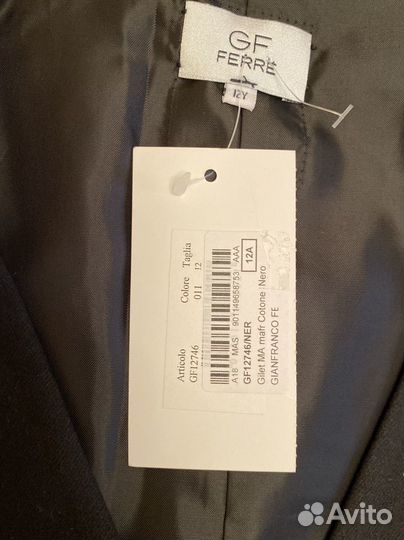 GF
FERRE
12Y
Articolo Colore Taglia
GF12746 011 12
A18 MAS 9011149658753 AAA
12A
GF12746/NER
Gilet MA mafr Cotone :Nero
GIANFRANCO FE
Avito